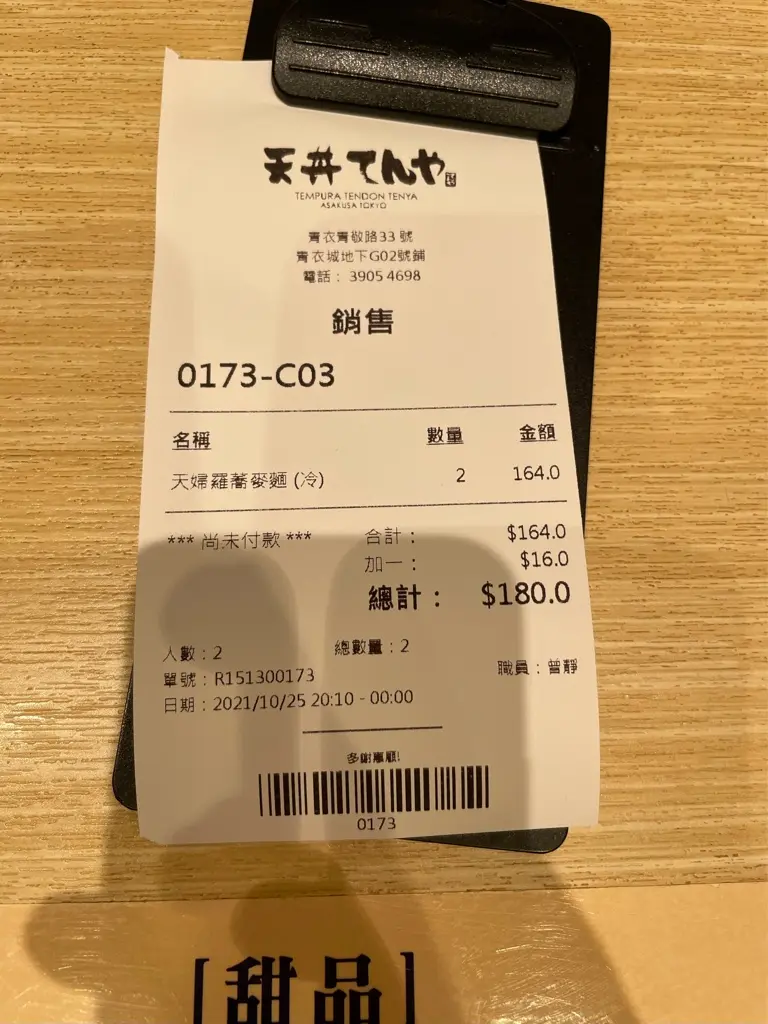 天丼てんや
TEMPURA TENDON TENYA
ASAKUSA TOKYO
青衣青敬路33 號
青衣城地下G02號舖
電話： 3905 4698
銷售
0173-C03
名稱 數量 金額
天婦羅蕎麥麵 (冷) 2 164.0
*** 尚未付款 *** 合計： $164.0
加一： $16.0
總計： $180.0
人數：2 總數量：2
單號：R151300173 職員：曾靜
日期：2021/10/25 20:10 - 00:00
多謝惠顧!
0173
[甜品]